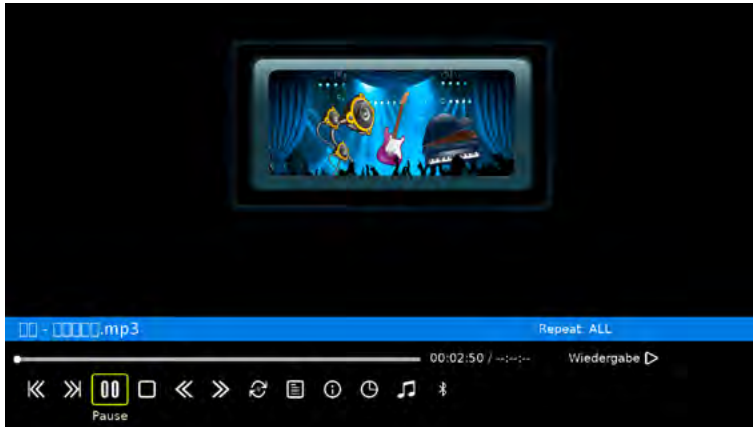 ▯▯ - ▯▯▯▯▯.mp3
Repeat: ALL
00:02:50 / --:--:--
Wiedergabe
Pause